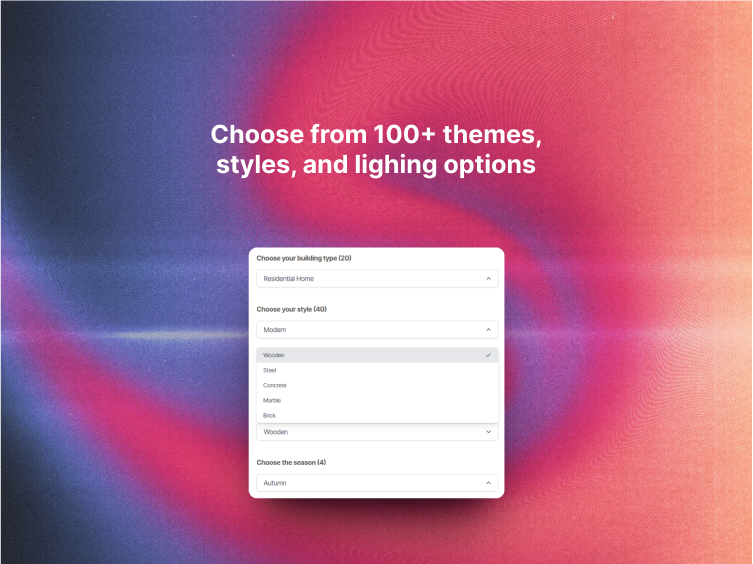 Choose from 100+ themes,
styles, and lighing options
Choose your building type (20)
Residential Home
Choose your style (40)
Modern
Wooden
Steel
Concrete
Marble
Brick
Wooden
Choose the season (4)
Autumn